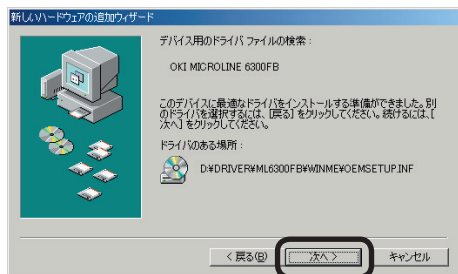 新しいハードウェアの追加ウィザード
デバイス用のドライバ ファイルの検索 :
OKI MICROLINE 6300FB
このデバイスに最適なドライバをインストールする準備ができました。別
のドライバを選択するには、[戻る] をクリックしてください。続けるには、[
次へ] をクリックしてください。
ドライバのある場所 :
D:¥DRIVER¥ML6300FB¥WINME¥OEMSETUP.INF
< 戻る(B)
次へ >
キャンセル